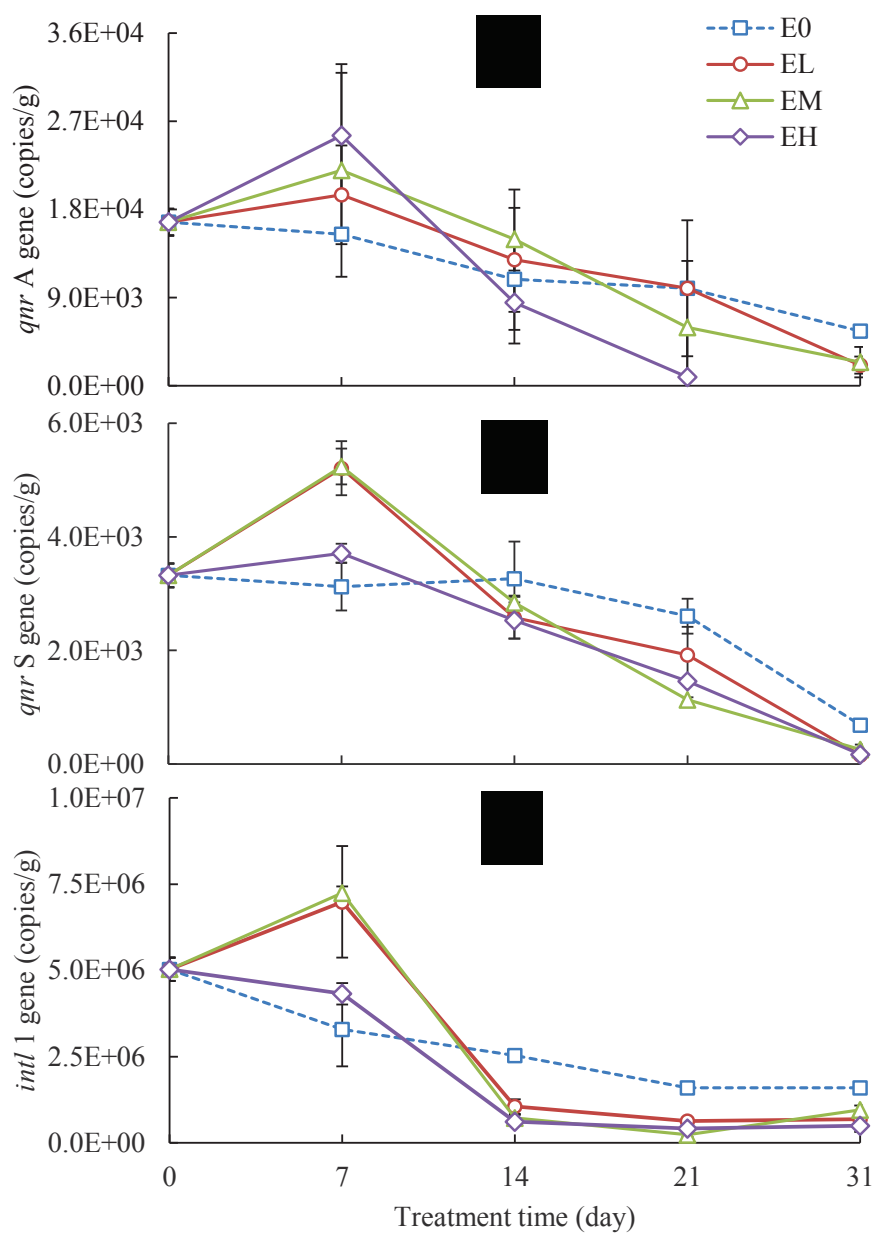 3.6E+04
2.7E+04
1.8E+04
9.0E+03
0.0E+00
qnr A gene (copies/g)
E0
EL
EM
EH
6.0E+03
4.0E+03
2.0E+03
0.0E+00
qnr S gene (copies/g)
1.0E+07
7.5E+06
5.0E+06
2.5E+06
0.0E+00
intl 1 gene (copies/g)
0 7 14 21 31
Treatment time (day)